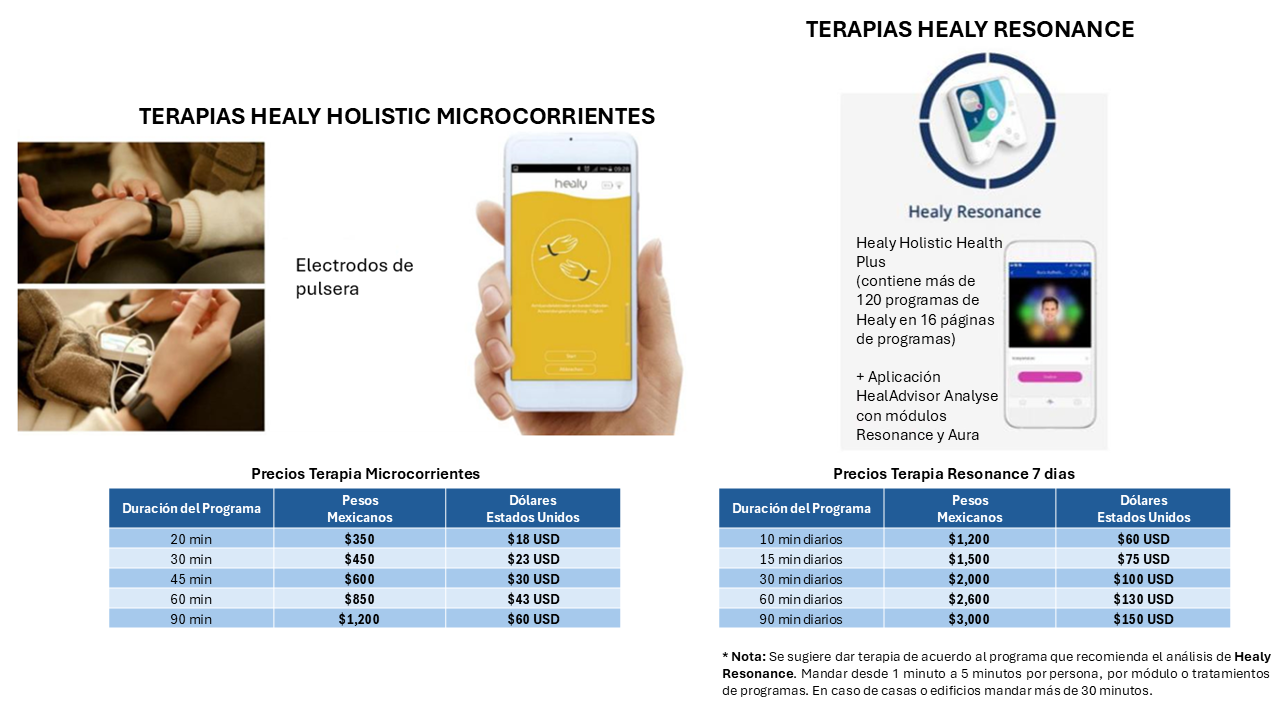 TERAPIAS HEALY HOLISTIC MICROCORRIENTES
Electrodos de
pulsera
healy
09:28
Precios Terapia Microcorrientes
Duración del Programa Pesos Mexicanos Dólares Estados Unidos
20 min $350 $18 USD
30 min $450 $23 USD
45 min $600 $30 USD
60 min $850 $43 USD
90 min $1,200 $60 USD
TERAPIAS HEALY RESONANCE
Healy Resonance
Healy Holistic Health
Plus
(contiene más de
120 programas de
Healy en 16 páginas
de programas)
+ Aplicación
HealAdvisor Analyse
con módulos
Resonance y Aura
Precios Terapia Resonance 7 dias
Duración del Programa Pesos Mexicanos Dólares Estados Unidos
10 min diarios $1,200 $60 USD
15 min diarios $1,500 $75 USD
30 min diarios $2,000 $100 USD
60 min diarios $2,600 $130 USD
90 min diarios $3,000 $150 USD
* Nota: Se sugiere dar terapia de acuerdo al programa que recomienda el análisis de Healy
Resonance. Mandar desde 1 minuto a 5 minutos por persona, por módulo o tratamientos
de programas. En caso de casas o edificios mandar más de 30 minutos.